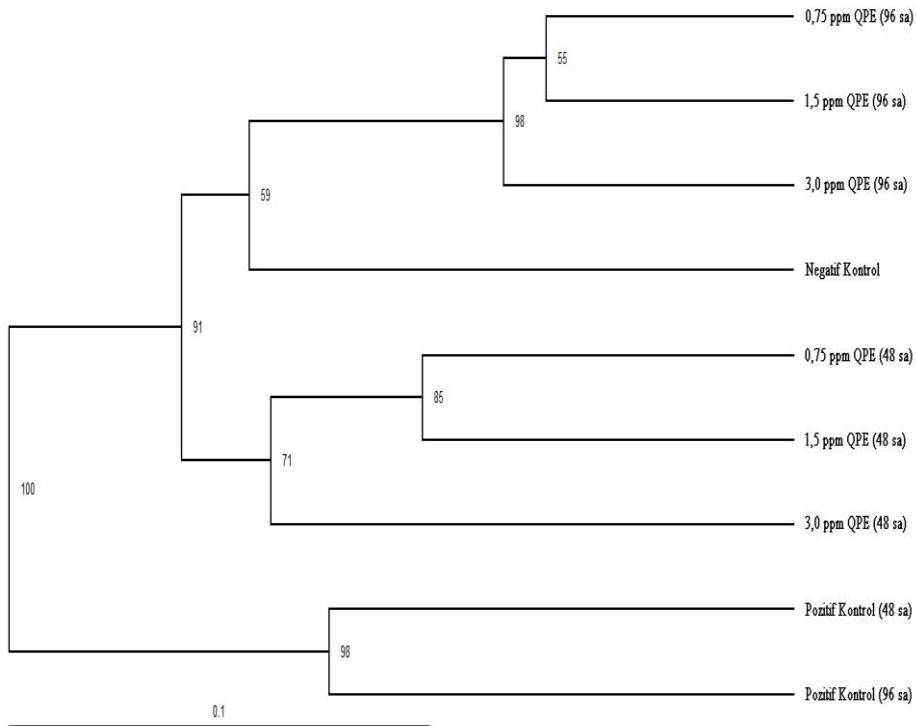 0,75 ppm QPE (96 sa)
55
1,5 ppm QPE (96 sa)
98
3,0 ppm QPE (96 sa)
59
Negatif Kontrol
91
0,75 ppm QPE (48 sa)
85
1,5 ppm QPE (48 sa)
71
100
3,0 ppm QPE (48 sa)
Pozitif Kontrol (48 sa)
98
Pozitif Kontrol (96 sa)
0.1